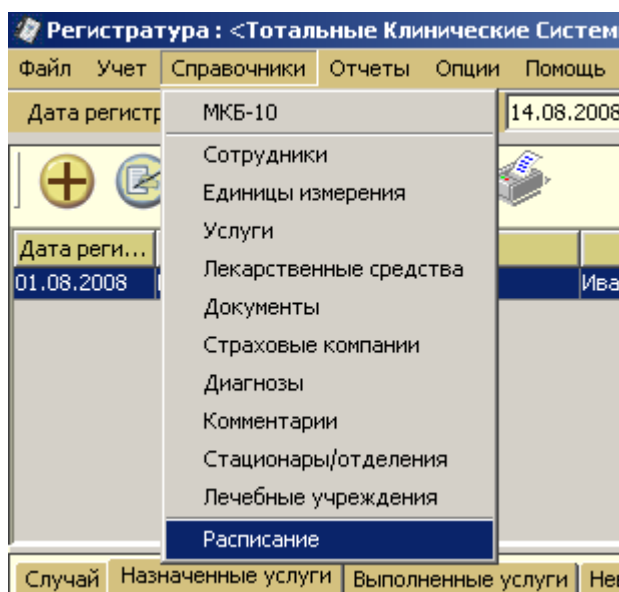 Регистратура : <Тотальные Клинические Систем
Файл Учет Справочники Отчеты Опции Помощь
Дата регистр 14.08.2008
МКБ-10
Сотрудники
Единицы измерения
Услуги
Лекарственные средства
Документы
Страховые компании
Диагнозы
Комментарии
Стационары/отделения
Лечебные учреждения
Расписание
Дата реги...
01.08.2008 Ива
Случай Назначенные услуги Выполненные услуги Не